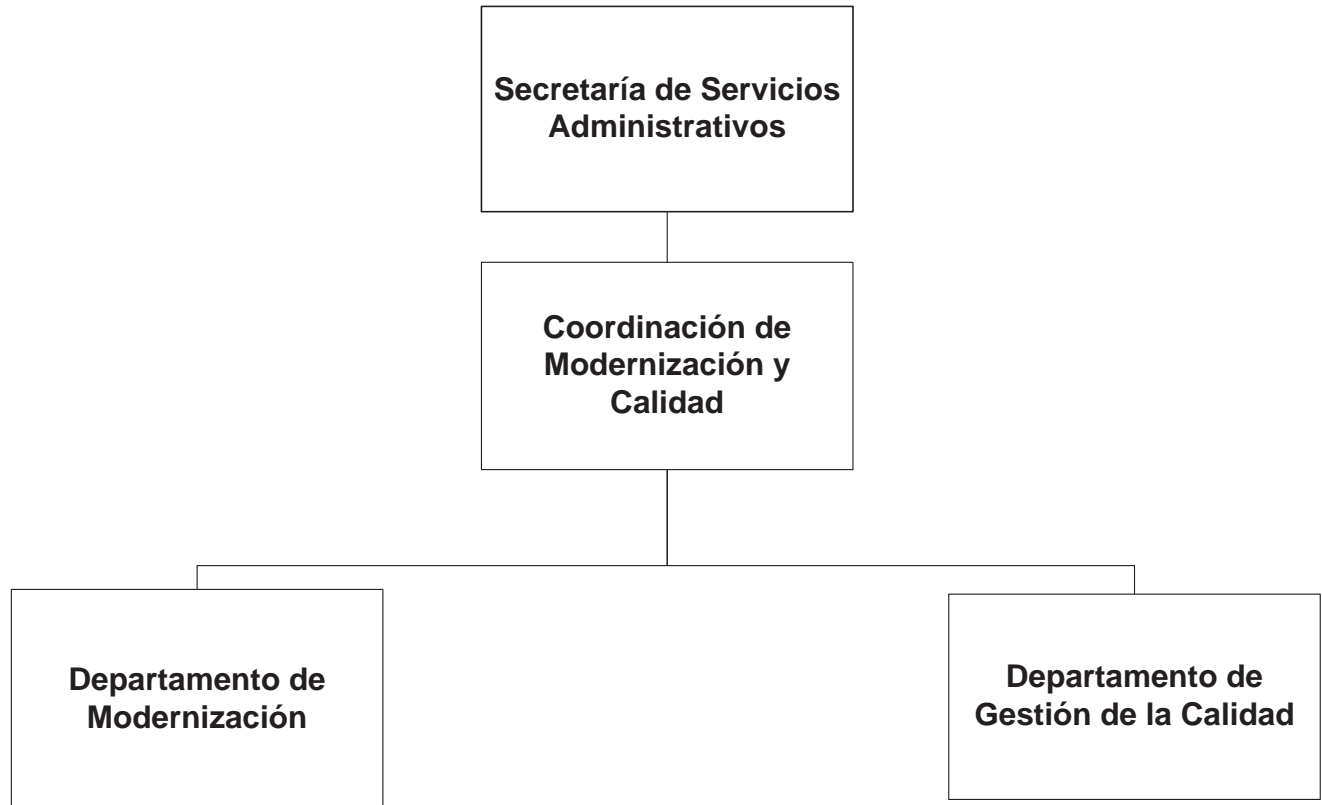 Secretaría de Servicios
Administrativos
Coordinación de
Modernización y
Calidad
Departamento de
Modernización
Departamento de
Gestión de la Calidad